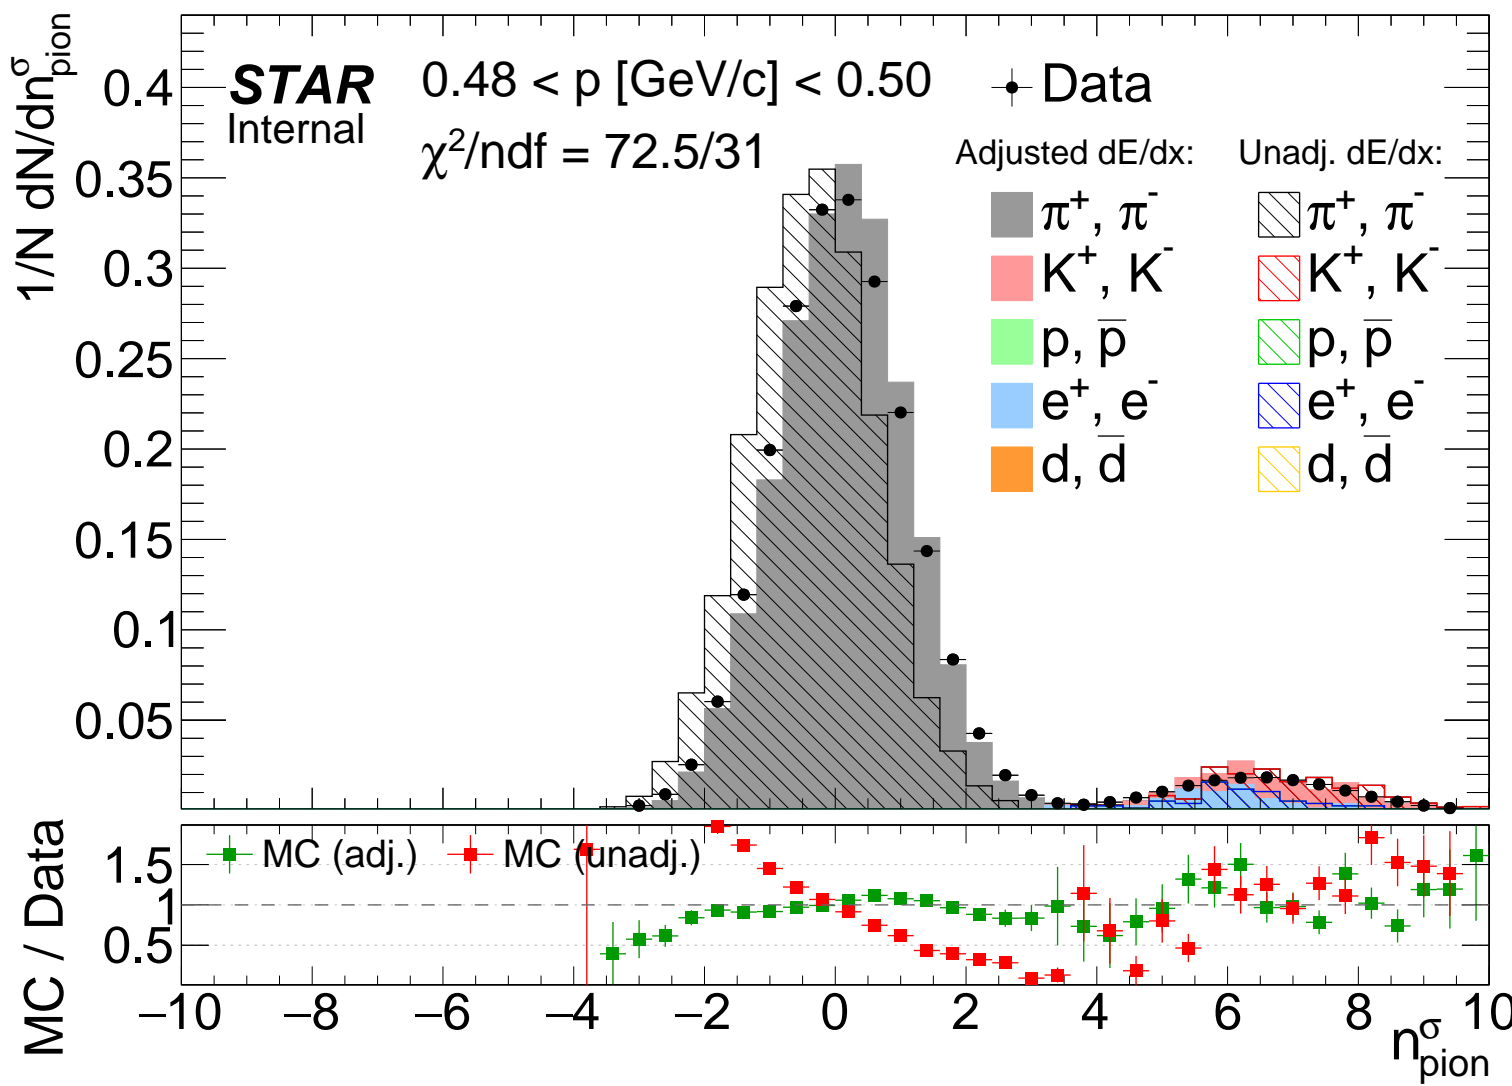 1/N dN/dn^σ_pion
0.4
0.35
0.3
0.25
0.2
0.15
0.1
0.05
STAR
Internal
0.48 < p [GeV/c] < 0.50
χ²/ndf = 72.5/31
Data
Adjusted dE/dx: Unadj. dE/dx:
π⁺, π⁻ π⁺, π⁻
K⁺, K⁻ K⁺, K⁻
p, p̅ p, p̅
e⁺, e⁻ e⁺, e⁻
d, d̅ d, d̅
MC / Data
1.5
1
0.5
MC (adj.) MC (unadj.)
−10 −8 −6 −4 −2 0 2 4 6 8 10
n^σ_pion